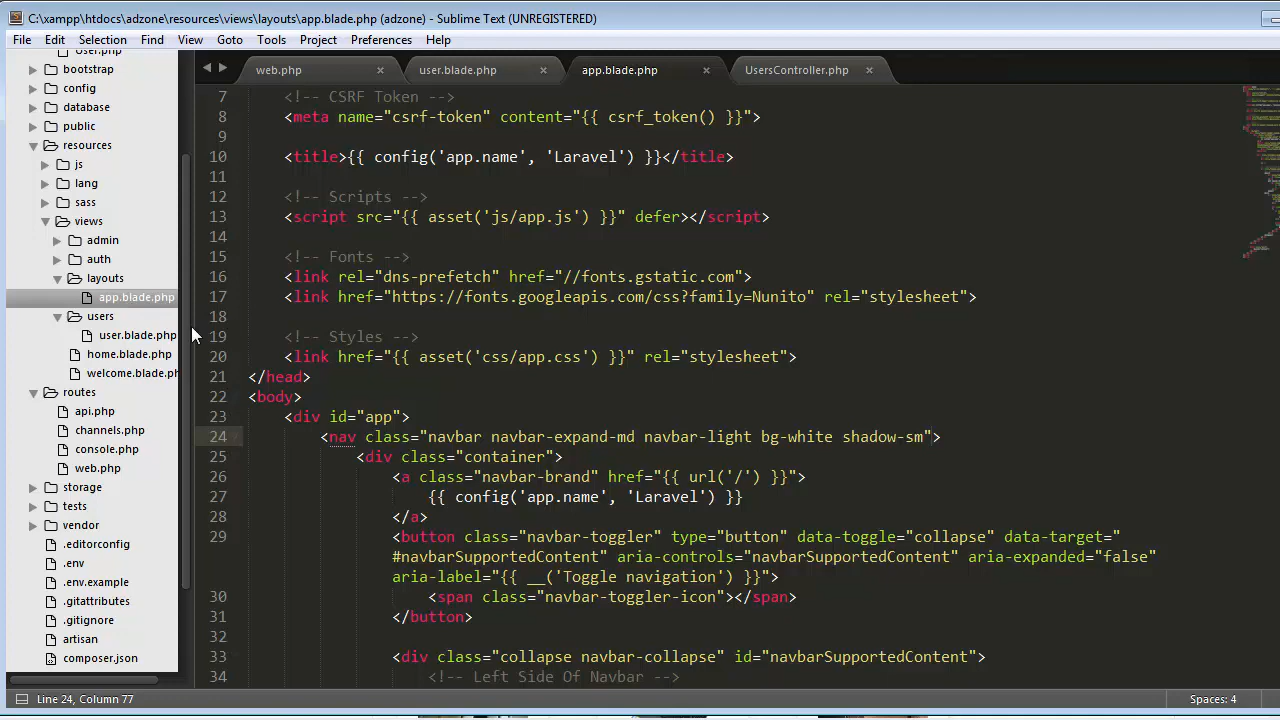 C:\xampp\htdocs\adzone\resources\views\layouts\app.blade.php (adzone) - Sublime Text (UNREGISTERED)
File Edit Selection Find View Goto Tools Project Preferences Help
User.php
bootstrap
config
database
public
resources
js
lang
sass
views
admin
auth
layouts
app.blade.php
users
user.blade.php
home.blade.php
welcome.blade.ph
routes
api.php
channels.php
console.php
web.php
storage
tests
vendor
.editorconfig
.env
.env.example
.gitattributes
.gitignore
artisan
composer.json
web.php user.blade.php app.blade.php UsersController.php
7 <!-- CSRF Token -->
8 <meta name="csrf-token" content="{{ csrf_token() }}">
9
10 <title>{{ config('app.name', 'Laravel') }}</title>
11
12 <!-- Scripts -->
13 <script src="{{ asset('js/app.js') }}" defer></script>
14
15 <!-- Fonts -->
16 <link rel="dns-prefetch" href="//fonts.gstatic.com">
17 <link href="https://fonts.googleapis.com/css?family=Nunito" rel="stylesheet">
18
19 <!-- Styles -->
20 <link href="{{ asset('css/app.css') }}" rel="stylesheet">
21 </head>
22 <body>
23 <div id="app">
24 <nav class="navbar navbar-expand-md navbar-light bg-white shadow-sm">
25 <div class="container">
26 <a class="navbar-brand" href="{{ url('/') }}">
27 {{ config('app.name', 'Laravel') }}
28 </a>
29 <button class="navbar-toggler" type="button" data-toggle="collapse" data-target="
#navbarSupportedContent" aria-controls="navbarSupportedContent" aria-expanded="false"
aria-label="{{ __('Toggle navigation') }}">
30 <span class="navbar-toggler-icon"></span>
31 </button>
32
33 <div class="collapse navbar-collapse" id="navbarSupportedContent">
34 <!-- Left Side Of Navbar -->
Line 24, Column 77
Spaces: 4